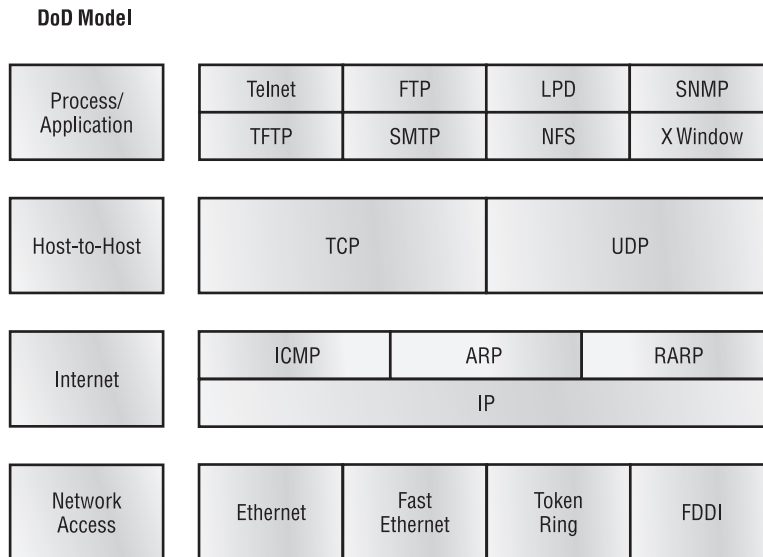 DoD Model
Process/
Application
Telnet FTP LPD SNMP
TFTP SMTP NFS X Window
Host-to-Host TCP UDP
Internet
ICMP ARP RARP
IP
Network
Access
Ethernet
Fast
Ethernet
Token
Ring
FDDI